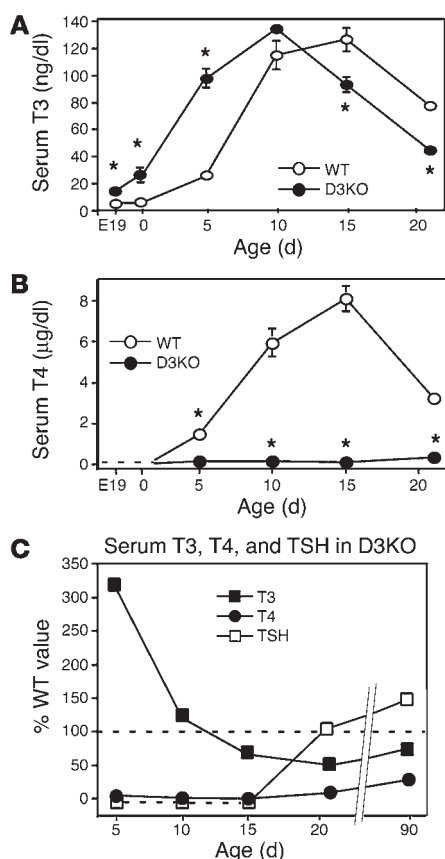 A
Serum T3 (ng/dl)
140
120
100
80
60
40
20
0
*
*
*
*
*
WT
D3KO
E19 0 5 10 15 20
Age (d)
B
Serum T4 (μg/dl)
8
6
4
2
0
WT
D3KO
*
*
*
*
E19 0 5 10 15 20
Age (d)
C
Serum T3, T4, and TSH in D3KO
% WT value
350
300
250
200
150
100
50
0
T3
T4
TSH
5 10 15 20 90
Age (d)